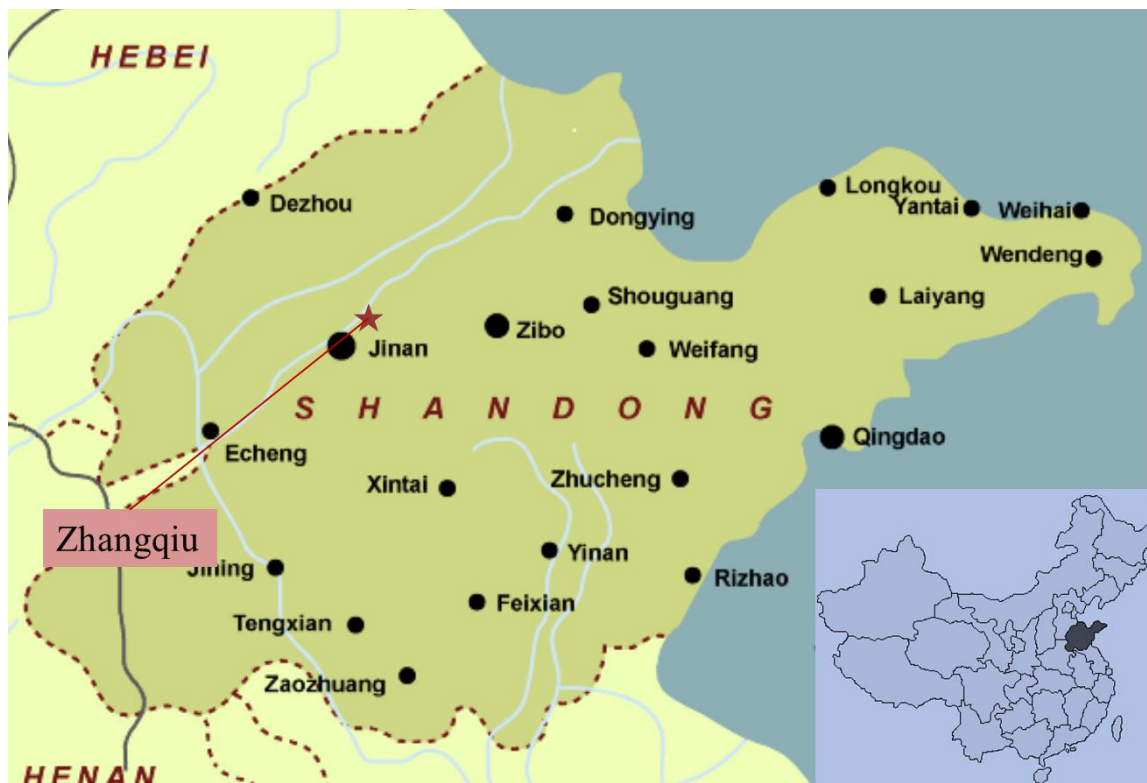 HEBEI
Dezhou
Dongying
Longkou
Yantai
Weihai
Wendeng
Laiyang
Shouguang
Zibo
Jinan
Weifang
SHANDONG
Qingdao
Echeng
Xintai
Zhucheng
Zhangqiu
Jining
Yinan
Rizhao
Feixian
Tengxian
Zaozhuang
HENAN